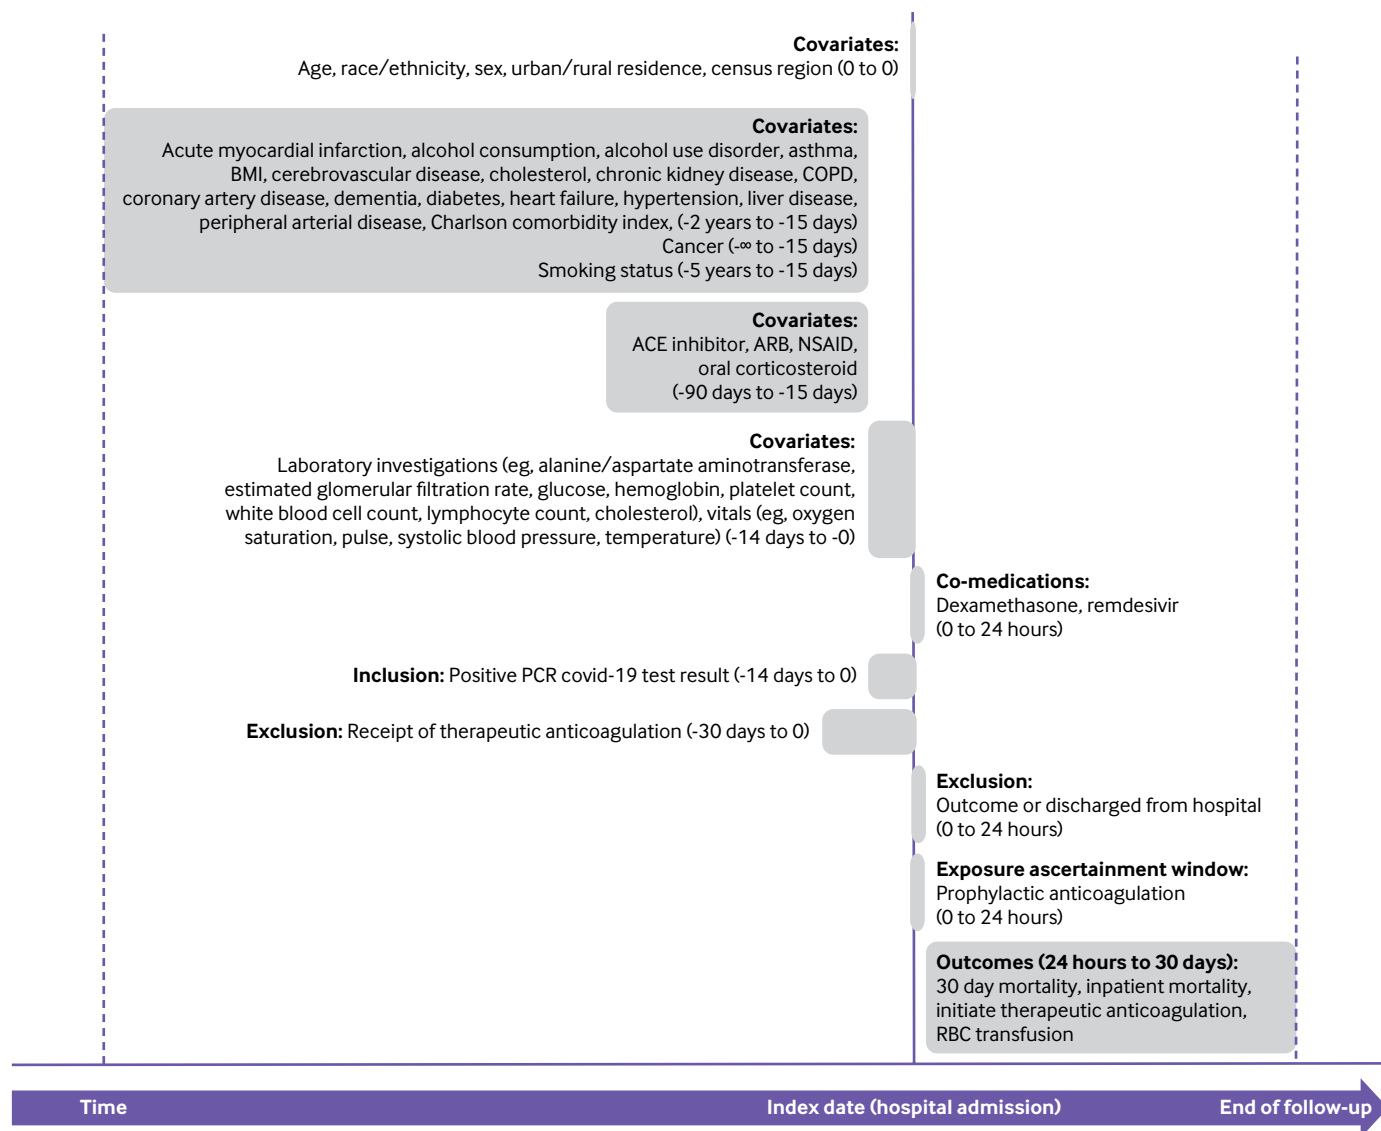 Covariates:
Age, race/ethnicity, sex, urban/rural residence, census region (0 to 0)
Covariates:
Acute myocardial infarction, alcohol consumption, alcohol use disorder, asthma,
BMI, cerebrovascular disease, cholesterol, chronic kidney disease, COPD,
coronary artery disease, dementia, diabetes, heart failure, hypertension, liver disease,
peripheral arterial disease, Charlson comorbidity index, (-2 years to -15 days)
Cancer (-∞ to -15 days)
Smoking status (-5 years to -15 days)
Covariates:
ACE inhibitor, ARB, NSAID,
oral corticosteroid
(-90 days to -15 days)
Covariates:
Laboratory investigations (eg, alanine/aspartate aminotransferase,
estimated glomerular filtration rate, glucose, hemoglobin, platelet count,
white blood cell count, lymphocyte count, cholesterol), vitals (eg, oxygen
saturation, pulse, systolic blood pressure, temperature) (-14 days to -0)
Co-medications:
Dexamethasone, remdesivir
(0 to 24 hours)
Inclusion: Positive PCR covid-19 test result (-14 days to 0)
Exclusion: Receipt of therapeutic anticoagulation (-30 days to 0)
Exclusion:
Outcome or discharged from hospital
(0 to 24 hours)
Exposure ascertainment window:
Prophylactic anticoagulation
(0 to 24 hours)
Outcomes (24 hours to 30 days):
30 day mortality, inpatient mortality,
initiate therapeutic anticoagulation,
RBC transfusion
Time
Index date (hospital admission)
End of follow-up